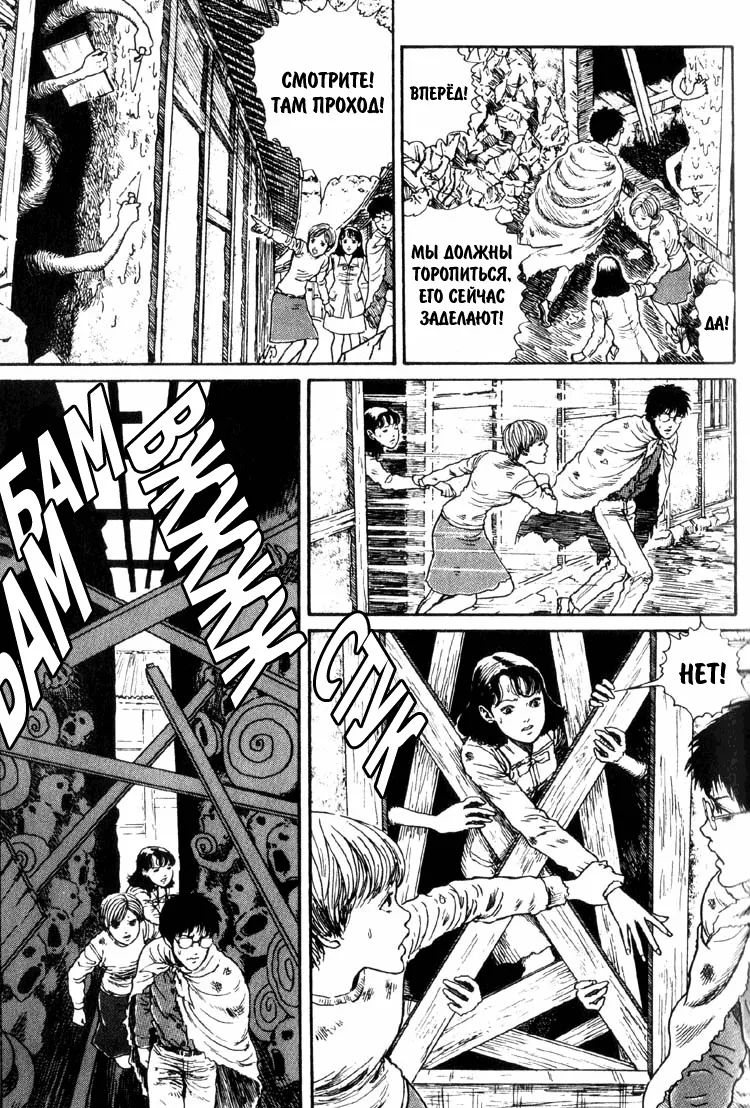 СМОТРИТЕ!
ТАМ ПРОХОД!
ВПЕРЁД!
МЫ ДОЛЖНЫ
ТОРОПИТЬСЯ,
ЕГО СЕЙЧАС
ЗАДЕЛАЮТ!
ДА!
БАМ
БАМ
ВЖЖЖЖ
СТУК
НЕТ!